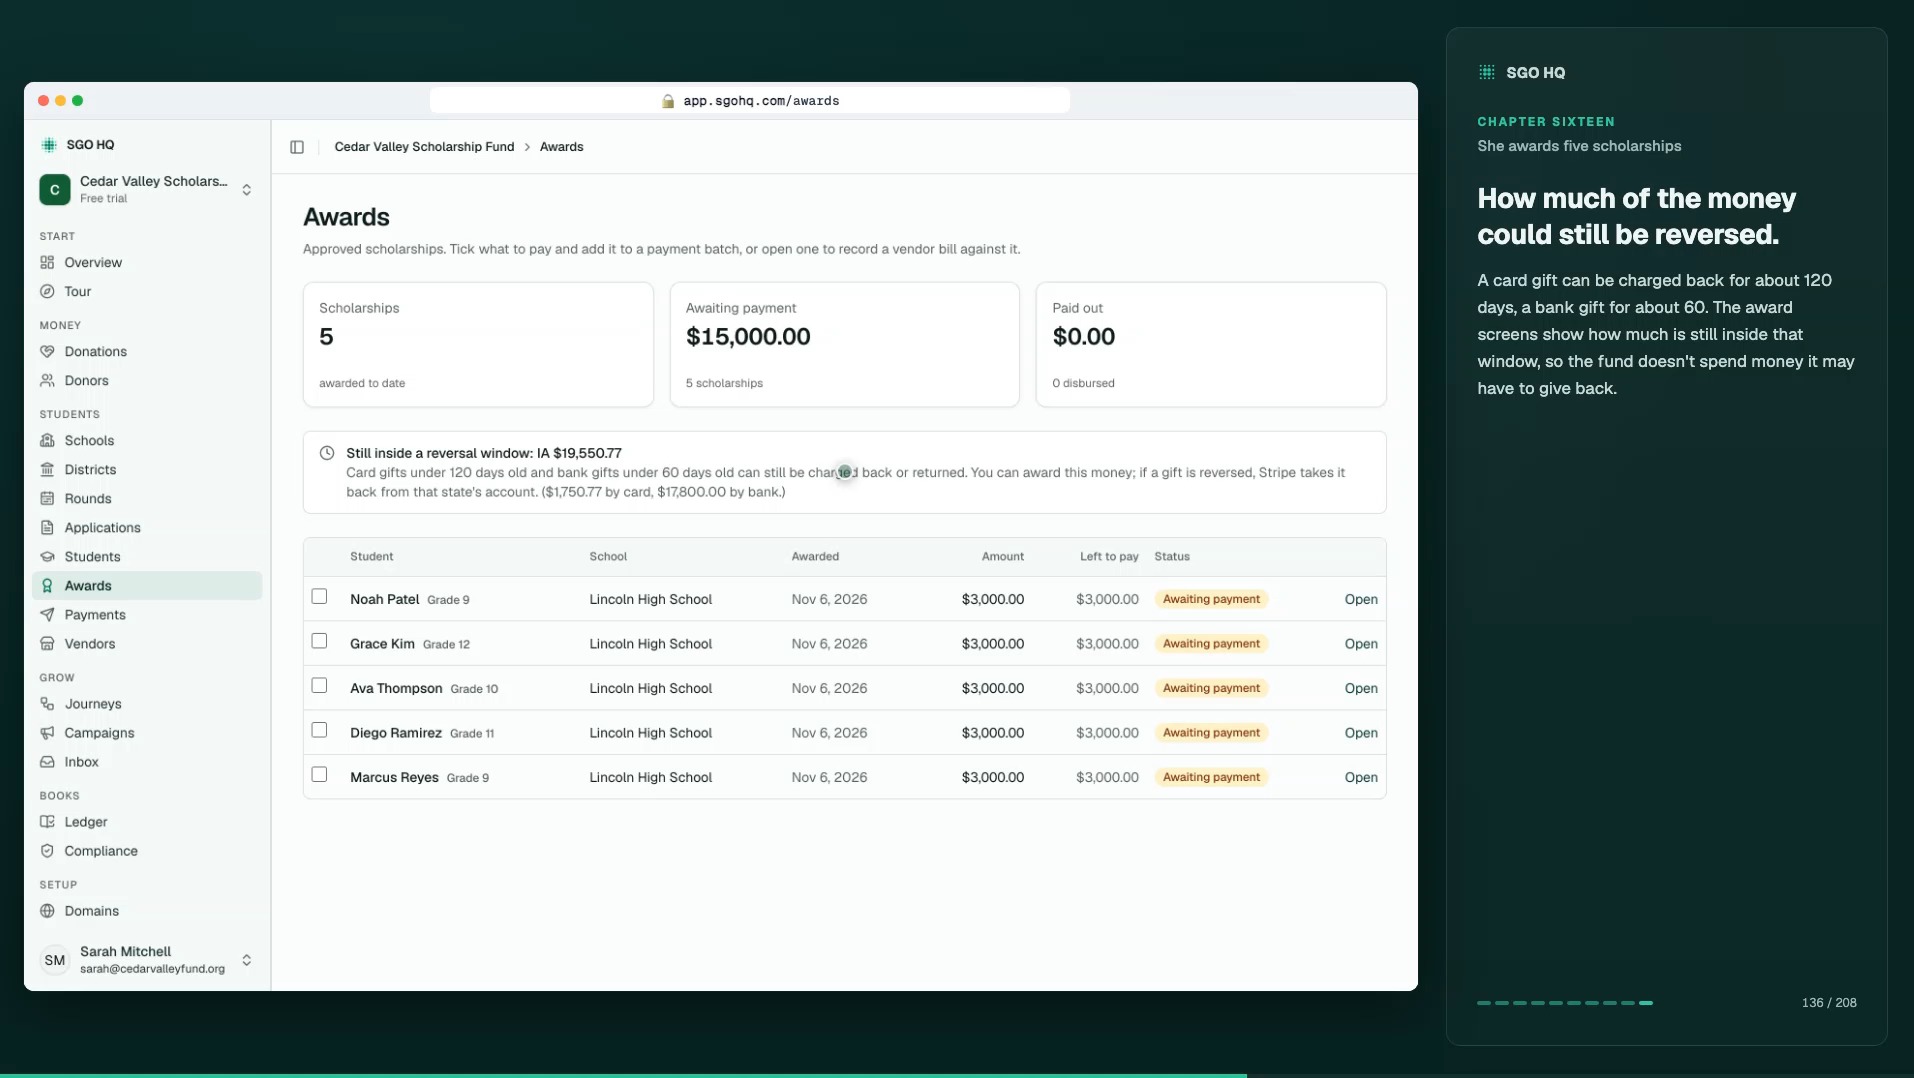 app.sgohq.com/awards
SGO HQ
C
Cedar Valley Scholars...
Free trial
START
Overview
Tour
MONEY
Donations
Donors
STUDENTS
Schools
Districts
Rounds
Applications
Students
Awards
Payments
Vendors
GROW
Journeys
Campaigns
Inbox
BOOKS
Ledger
Compliance
SETUP
Domains
SM
Sarah Mitchell
sarah@cedarvalleyfund.org
Cedar Valley Scholarship Fund > Awards
Awards
Approved scholarships. Tick what to pay and add it to a payment batch, or open one to record a vendor bill against it.
Scholarships
5
awarded to date
Awaiting payment
$15,000.00
5 scholarships
Paid out
$0.00
0 disbursed
Still inside a reversal window: IA $19,550.77
Card gifts under 120 days old and bank gifts under 60 days old can still be charged back or returned. You can award this money; if a gift is reversed, Stripe takes it
back from that state's account. ($1,750.77 by card, $17,800.00 by bank.)
Student School Awarded Amount Left to pay Status
Noah Patel Grade 9 Lincoln High School Nov 6, 2026 $3,000.00 $3,000.00 Awaiting payment Open
Grace Kim Grade 12 Lincoln High School Nov 6, 2026 $3,000.00 $3,000.00 Awaiting payment Open
Ava Thompson Grade 10 Lincoln High School Nov 6, 2026 $3,000.00 $3,000.00 Awaiting payment Open
Diego Ramirez Grade 11 Lincoln High School Nov 6, 2026 $3,000.00 $3,000.00 Awaiting payment Open
Marcus Reyes Grade 9 Lincoln High School Nov 6, 2026 $3,000.00 $3,000.00 Awaiting payment Open
SGO HQ
CHAPTER SIXTEEN
She awards five scholarships
How much of the money
could still be reversed.
A card gift can be charged back for about 120
days, a bank gift for about 60. The award
screens show how much is still inside that
window, so the fund doesn't spend money it may
have to give back.
136 / 208